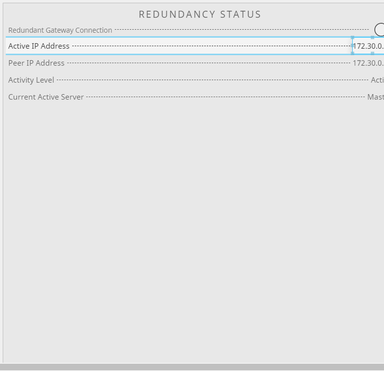 REDUNDANCY STATUS
Redundant Gateway Connection
Active IP Address 172.30.0.
Peer IP Address 172.30.0.
Activity Level Acti
Current Active Server Mast